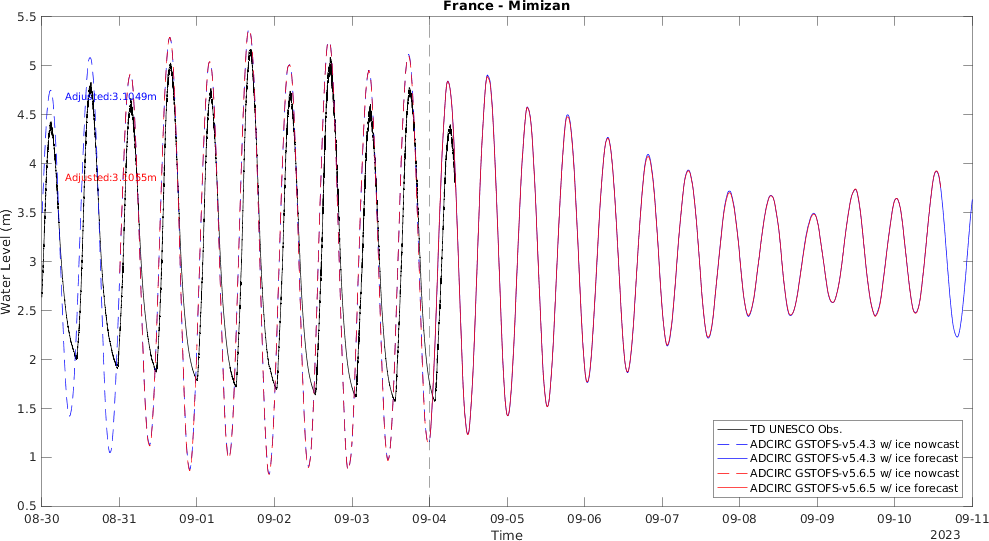 France - Mimizan
Water Level (m)
5.5
5
4.5
4
3.5
3
2.5
2
1.5
1
0.5
Adjusted:3.1049m
TD UNESCO Obs.
ADCIRC GSTOFS-v5.4.3 w/ ice nowcast
ADCIRC GSTOFS-v5.4.3 w/ ice forecast
ADCIRC GSTOFS-v5.6.5 w/ ice nowcast
ADCIRC GSTOFS-v5.6.5 w/ ice forecast
08-30 08-31 09-01 09-02 09-03 09-04 09-05 09-06 09-07 09-08 09-09 09-10 09-11
Time
2023